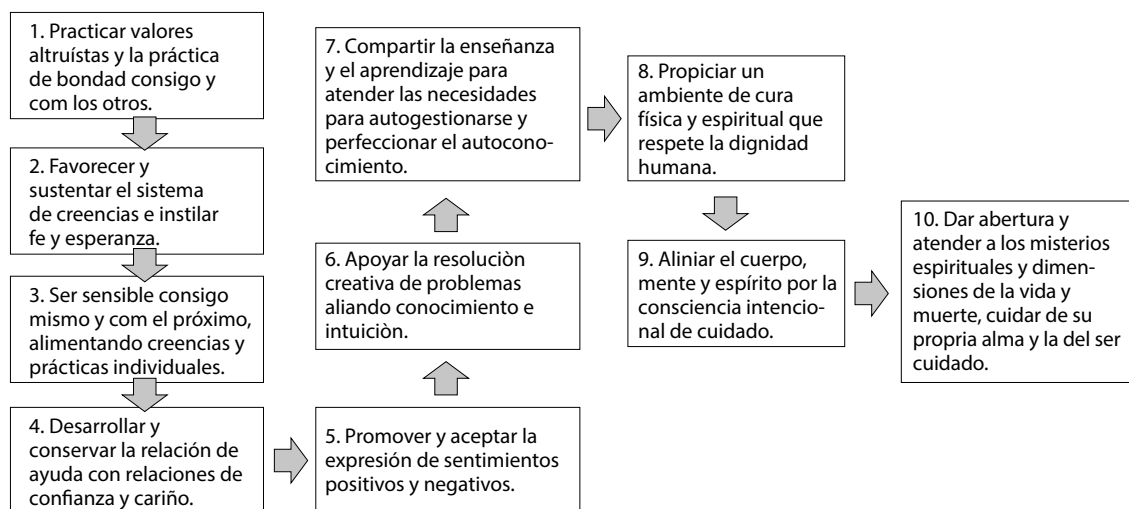 1. Practicar valores
altruístas y la práctica
de bondad consigo y
com los otros.
2. Favorecer y
sustentar el sistema
de creencias e instilar
fe y esperanza.
3. Ser sensible consigo
mismo y com el próximo,
alimentando creencias y
prácticas individuales.
4. Desarrollar y
conservar la relación de
ayuda con relaciones de
confianza y cariño.
5. Promover y aceptar la
expresión de sentimientos
positivos y negativos.
6. Apoyar la resoluciòn
creativa de problemas
aliando conocimiento e
intuiciòn.
7. Compartir la enseñanza
y el aprendizaje para
atender las necesidades
para autogestionarse y
perfeccionar el autocono-
cimiento.
8. Propiciar un
ambiente de cura
física y espiritual que
respete la dignidad
humana.
9. Aliniar el cuerpo,
mente y espírito por la
consciencia intencio-
nal de cuidado.
10. Dar abertura y
atender a los misterios
espirituales y dimen-
siones de la vida y
muerte, cuidar de su
propria alma y la del ser
cuidado.